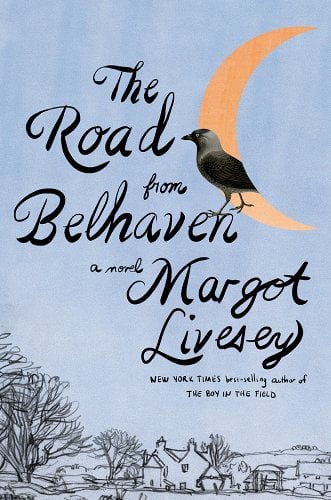 The
Road
from
Belhaven
a novel
Margot
Livesey
NEW YORK TIMES best-selling author of
THE BOY IN THE FIELD